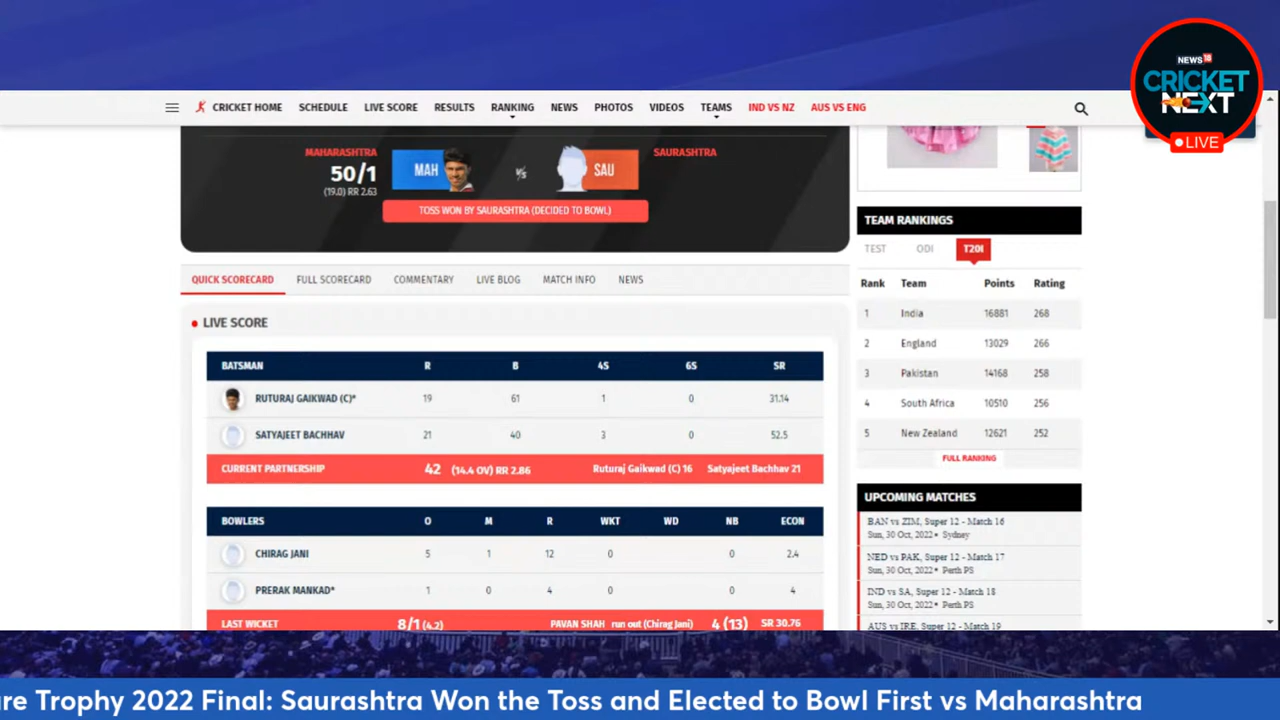 NEWS18
CRICKET
NEXT
LIVE
CRICKET HOME SCHEDULE LIVE SCORE RESULTS RANKING NEWS PHOTOS VIDEOS TEAMS IND VS NZ AUS VS ENG
MAHARASHTRA
50/1
(19.0) RR 2.63
MAH
V/S
SAU
SAURASHTRA
TOSS WON BY SAURASHTRA (DECIDED TO BOWL)
QUICK SCORECARD FULL SCORECARD COMMENTARY LIVE BLOG MATCH INFO NEWS
LIVE SCORE
BATSMAN R B 4S 6S SR
RUTURAJ GAIKWAD (C)* 19 61 1 0 31.14
SATYAJEET BACHHAV 21 40 3 0 52.5
CURRENT PARTNERSHIP 42 (14.4 OV) RR 2.86 Ruturaj Gaikwad (C) 16 Satyajeet Bachhav 21
BOWLERS O M R WKT WD NB ECON
CHIRAG JANI 5 1 12 0 0 2.4
PRERAK MANKAD* 1 0 4 0 0 4
LAST WICKET 8/1 (4.2) PAVAN SHAH run out (Chirag Jani) 4 (13) SR 30.76
TEAM RANKINGS
TEST ODI T20I
Rank Team Points Rating
1 India 16881 268
2 England 13029 266
3 Pakistan 14168 258
4 South Africa 10510 256
5 New Zealand 12621 252
FULL RANKING
UPCOMING MATCHES
BAN vs ZIM, Super 12 - Match 16
Sun, 30 Oct, 2022 • Sydney
NED vs PAK, Super 12 - Match 17
Sun, 30 Oct, 2022 • Perth PS
IND vs SA, Super 12 - Match 18
Sun, 30 Oct, 2022 • Perth PS
AUS vs IRE, Super 12 - Match 19
re Trophy 2022 Final: Saurashtra Won the Toss and Elected to Bowl First vs Maharashtra